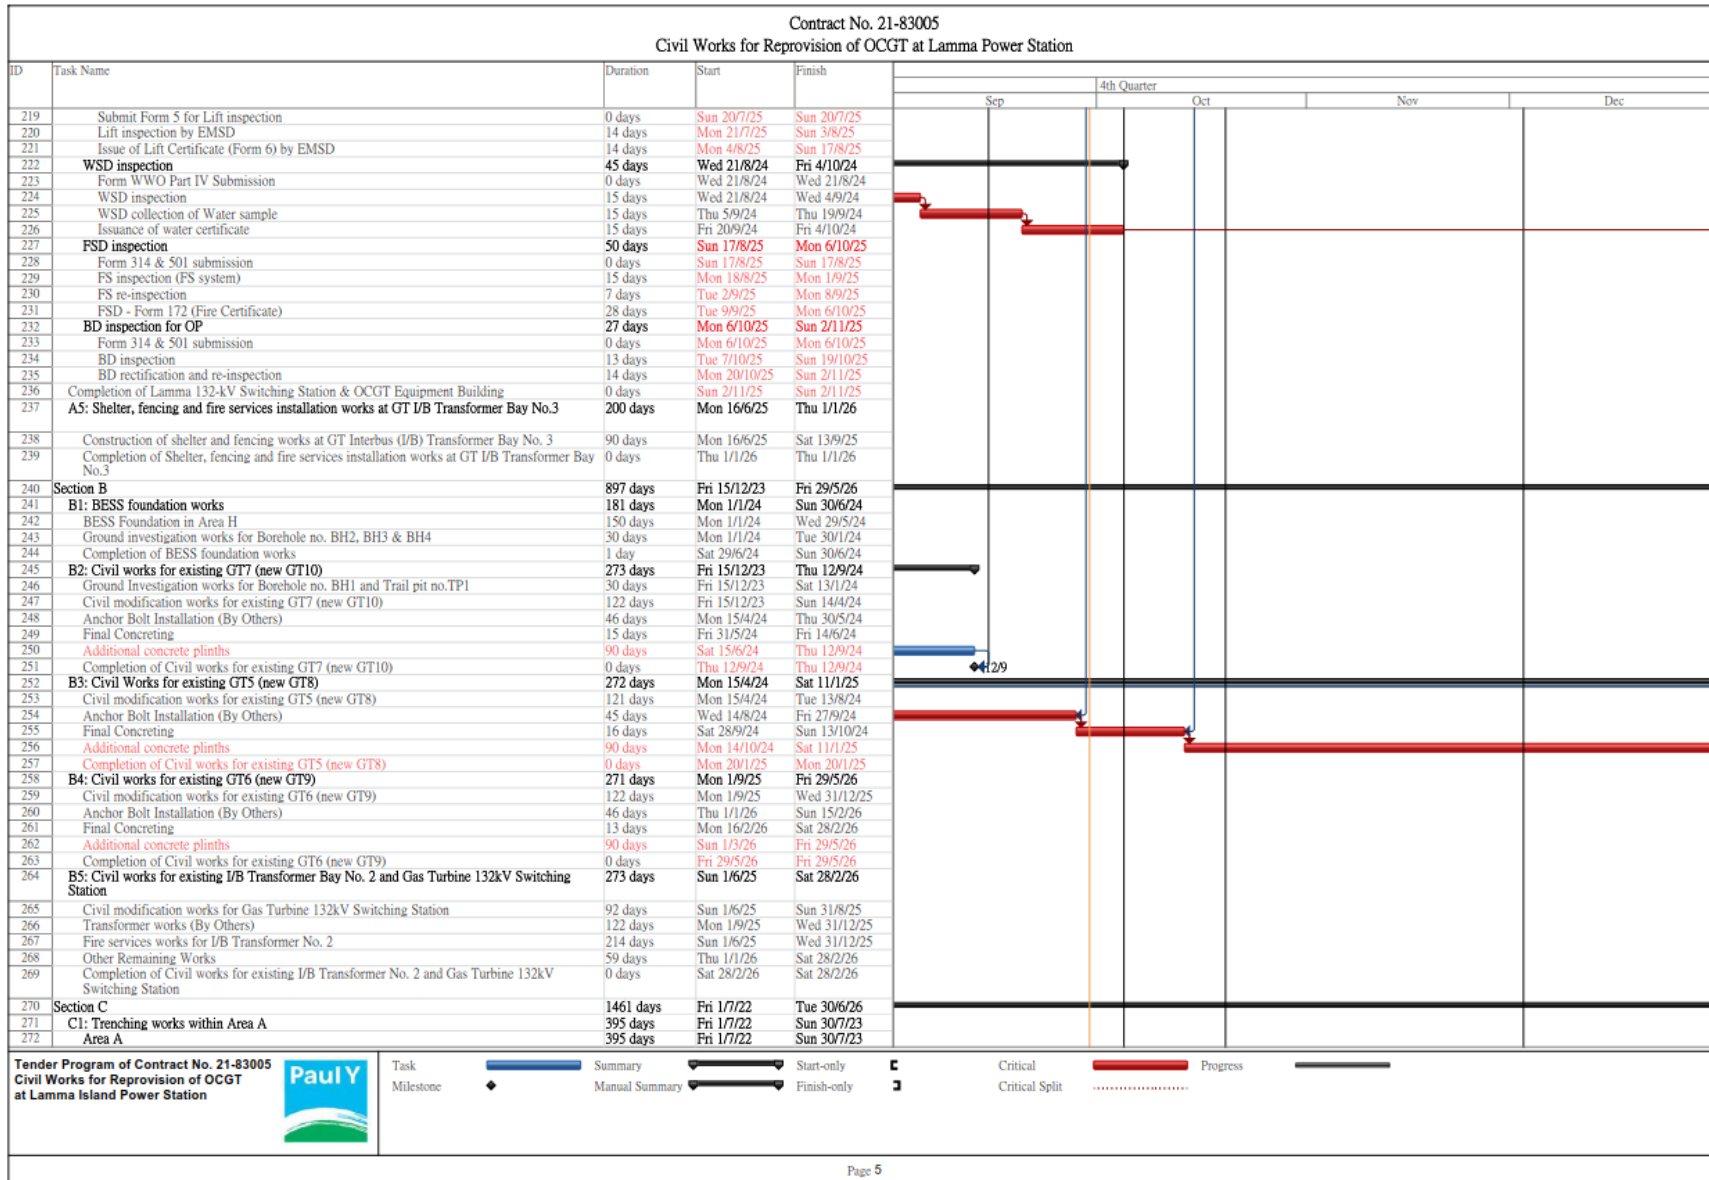 Contract No. 21-83005
Civil Works for Reprovision of OCGT at Lamma Power Station
ID Task Name Duration Start Finish
4th Quarter
Sep Oct Nov Dec
219 Submit Form 5 for Lift inspection 0 days Sun 20/7/25 Sun 20/7/25
220 Lift inspection by EMSD 14 days Mon 21/7/25 Sun 3/8/25
221 Issue of Lift Certificate (Form 6) by EMSD 14 days Mon 4/8/25 Sun 17/8/25
222 WSD inspection 45 days Wed 21/8/24 Fri 4/10/24
223 Form WWO Part IV Submission 0 days Wed 21/8/24 Wed 21/8/24
224 WSD inspection 15 days Wed 21/8/24 Wed 4/9/24
225 WSD collection of Water sample 15 days Thu 5/9/24 Thu 19/9/24
226 Issuance of water certificate 15 days Fri 20/9/24 Fri 4/10/24
227 FSD inspection 50 days Sun 17/8/25 Mon 6/10/25
228 Form 314 & 501 submission 0 days Sun 17/8/25 Sun 17/8/25
229 FS inspection (FS system) 15 days Mon 18/8/25 Mon 1/9/25
230 FS re-inspection 7 days Tue 2/9/25 Mon 8/9/25
231 FSD - Form 172 (Fire Certificate) 28 days Tue 9/9/25 Mon 6/10/25
232 BD inspection for OP 27 days Mon 6/10/25 Sun 2/11/25
233 Form 314 & 501 submission 0 days Mon 6/10/25 Mon 6/10/25
234 BD inspection 13 days Tue 7/10/25 Sun 19/10/25
235 BD rectification and re-inspection 14 days Mon 20/10/25 Sun 2/11/25
236 Completion of Lamma 132-kV Switching Station & OCGT Equipment Building 0 days Sun 2/11/25 Sun 2/11/25
237 A5: Shelter, fencing and fire services installation works at GT I/B Transformer Bay No.3 200 days Mon 16/6/25 Thu 1/1/26
238 Construction of shelter and fencing works at GT Interbus (I/B) Transformer Bay No. 3 90 days Mon 16/6/25 Sat 13/9/25
239 Completion of Shelter, fencing and fire services installation works at GT I/B Transformer Bay 0 days Thu 1/1/26 Thu 1/1/26
No.3
240 Section B 897 days Fri 15/12/23 Fri 29/5/26
241 B1: BESS foundation works 181 days Mon 1/1/24 Sun 30/6/24
242 BESS Foundation in Area H 150 days Mon 1/1/24 Wed 29/5/24
243 Ground investigation works for Borehole no. BH2, BH3 & BH4 30 days Mon 1/1/24 Tue 30/1/24
244 Completion of BESS foundation works 1 day Sat 29/6/24 Sun 30/6/24
245 B2: Civil works for existing GT7 (new GT10) 273 days Fri 15/12/23 Thu 12/9/24
246 Ground Investigation works for Borehole no. BH1 and Trail pit no.TP1 30 days Fri 15/12/23 Sat 13/1/24
247 Civil modification works for existing GT7 (new GT10) 122 days Fri 15/12/23 Sun 14/4/24
248 Anchor Bolt Installation (By Others) 46 days Mon 15/4/24 Thu 30/5/24
249 Final Concreting 15 days Fri 31/5/24 Fri 14/6/24
250 Additional concrete plinths 90 days Sat 15/6/24 Thu 12/9/24
251 Completion of Civil works for existing GT7 (new GT10) 0 days Thu 12/9/24 Thu 12/9/24 12/9
252 B3: Civil Works for existing GT5 (new GT8) 272 days Mon 15/4/24 Sat 11/1/25
253 Civil modification works for existing GT5 (new GT8) 121 days Mon 15/4/24 Tue 13/8/24
254 Anchor Bolt Installation (By Others) 45 days Wed 14/8/24 Fri 27/9/24
255 Final Concreting 16 days Sat 28/9/24 Sun 13/10/24
256 Additional concrete plinths 90 days Mon 14/10/24 Sat 11/1/25
257 Completion of Civil works for existing GT5 (new GT8) 0 days Mon 20/1/25 Mon 20/1/25
258 B4: Civil works for existing GT6 (new GT9) 271 days Mon 1/9/25 Fri 29/5/26
259 Civil modification works for existing GT6 (new GT9) 122 days Mon 1/9/25 Wed 31/12/25
260 Anchor Bolt Installation (By Others) 46 days Thu 1/1/26 Sun 15/2/26
261 Final Concreting 13 days Mon 16/2/26 Sat 28/2/26
262 Additional concrete plinths 90 days Sun 1/3/26 Fri 29/5/26
263 Completion of Civil works for existing GT6 (new GT9) 0 days Fri 29/5/26 Fri 29/5/26
264 B5: Civil works for existing I/B Transformer Bay No. 2 and Gas Turbine 132kV Switching 273 days Sun 1/6/25 Sat 28/2/26
Station
265 Civil modification works for Gas Turbine 132kV Switching Station 92 days Sun 1/6/25 Sun 31/8/25
266 Transformer works (By Others) 122 days Mon 1/9/25 Wed 31/12/25
267 Fire services works for I/B Transformer No. 2 214 days Sun 1/6/25 Wed 31/12/25
268 Other Remaining Works 59 days Thu 1/1/26 Sat 28/2/26
269 Completion of Civil works for existing I/B Transformer No. 2 and Gas Turbine 132kV 0 days Sat 28/2/26 Sat 28/2/26
Switching Station
270 Section C 1461 days Fri 1/7/22 Tue 30/6/26
271 C1: Trenching works within Area A 395 days Fri 1/7/22 Sun 30/7/23
272 Area A 395 days Fri 1/7/22 Sun 30/7/23
Tender Program of Contract No. 21-83005
Civil Works for Reprovision of OCGT
at Lamma Island Power Station
Paul Y
Task Summary Start-only Critical Progress
Milestone Manual Summary Finish-only Critical Split
Page 5